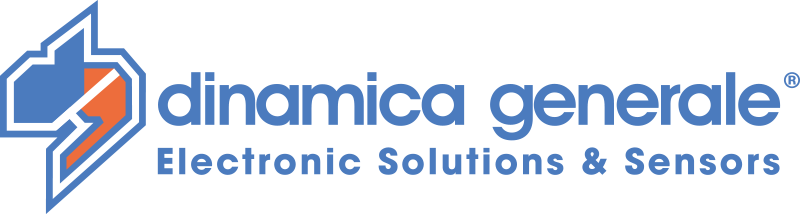 dinamica generale®
Electronic Solutions & Sensors